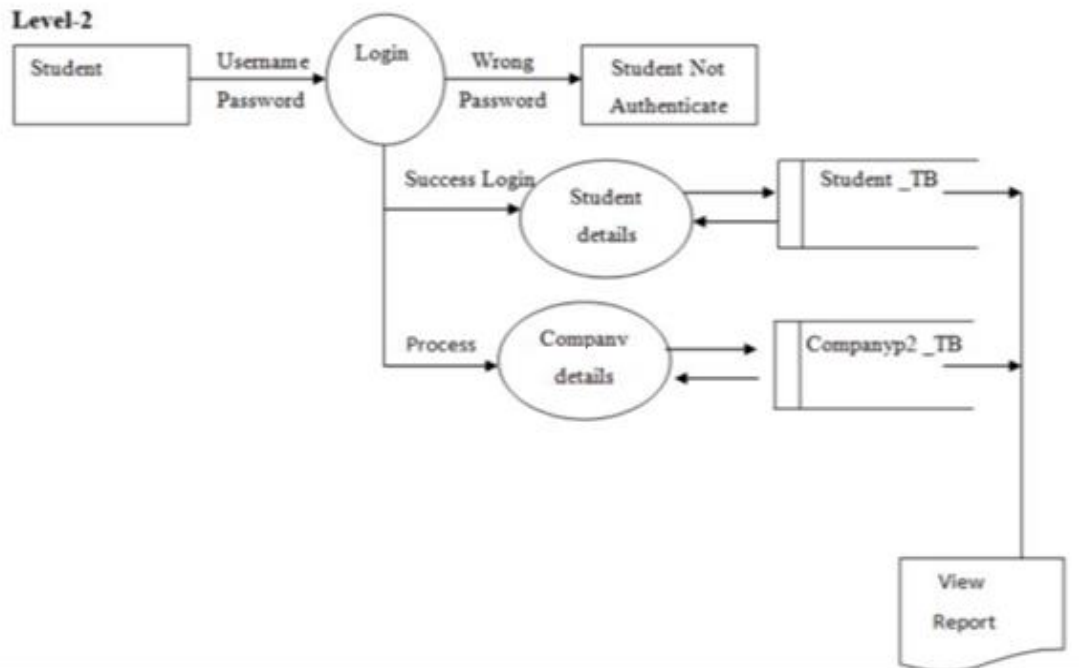 Level-2
Student
Username
Password
Login
Wrong
Password
Student Not
Authenticate
Success Login
Student
details
Student _TB
Process
Companv
details
Companyp2 _TB
View
Report